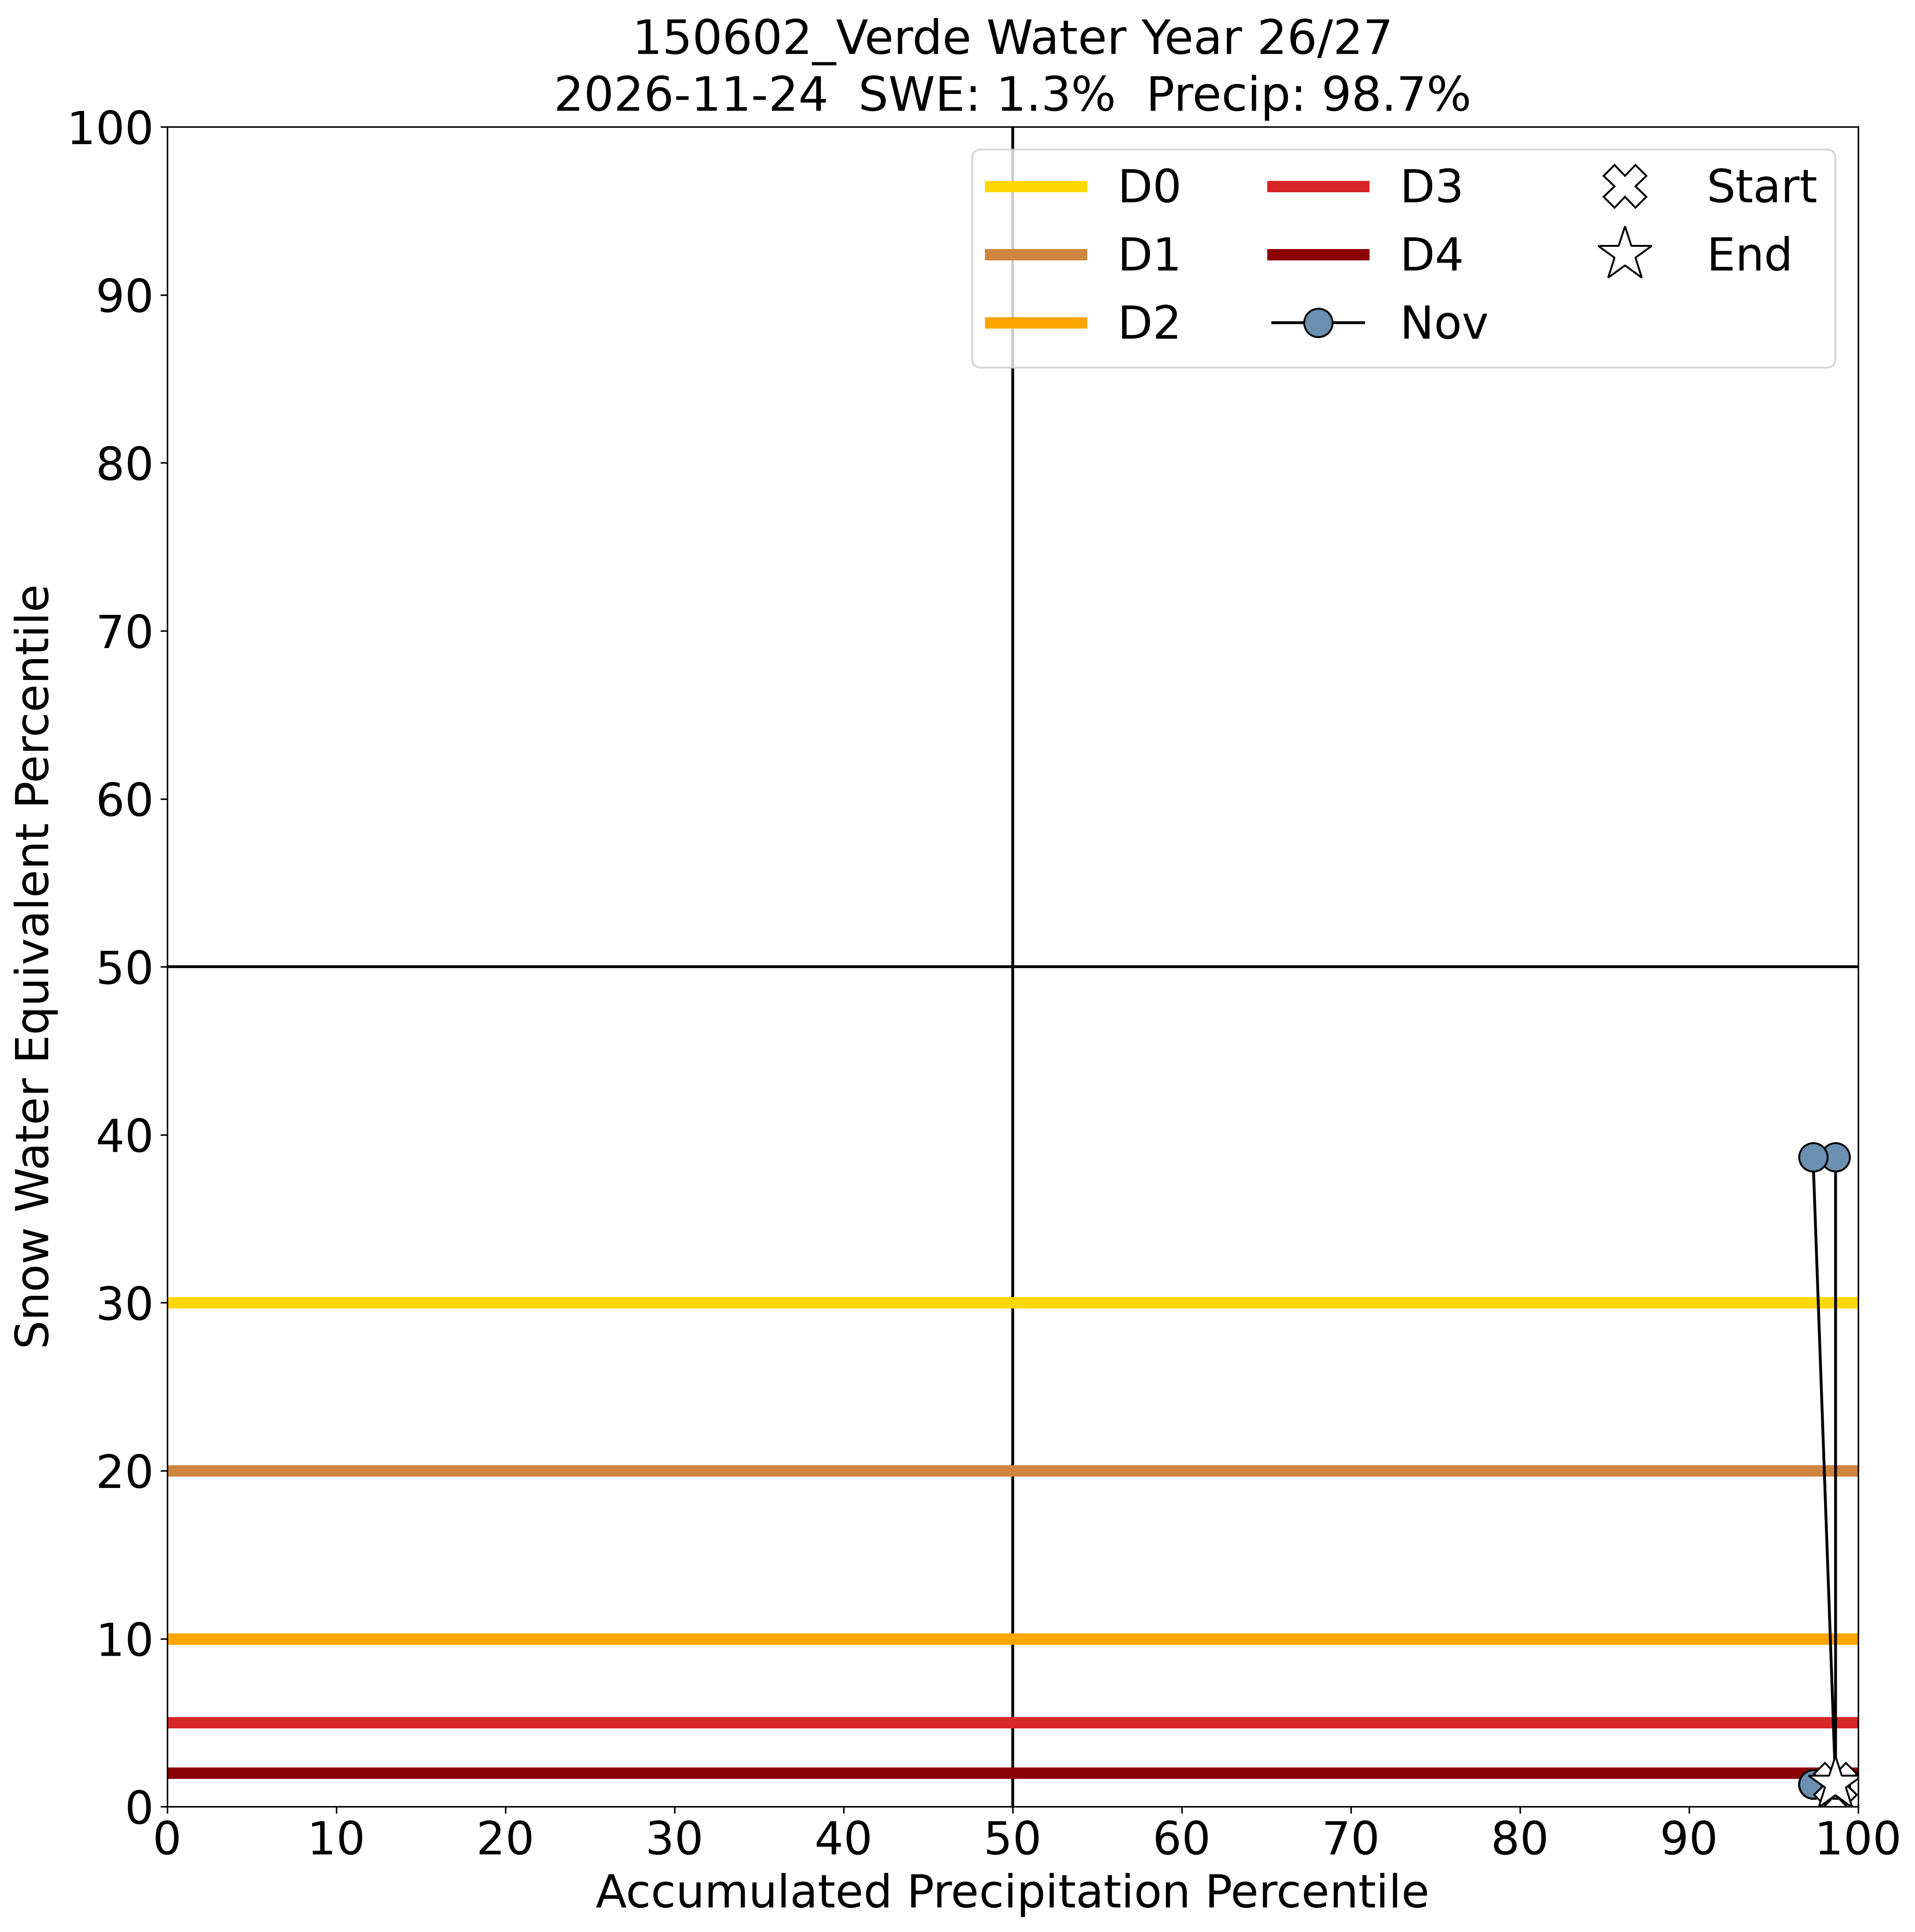 150602_Verde Water Year 26/27
2026-11-24 SWE: 1.3% Precip: 98.7%
100
90
80
70
60
50
40
30
20
10
0
Snow Water Equivalent Percentile
D0
D1
D2
D3
D4
Nov
Start
End
0 10 20 30 40 50 60 70 80 90 100
Accumulated Precipitation Percentile